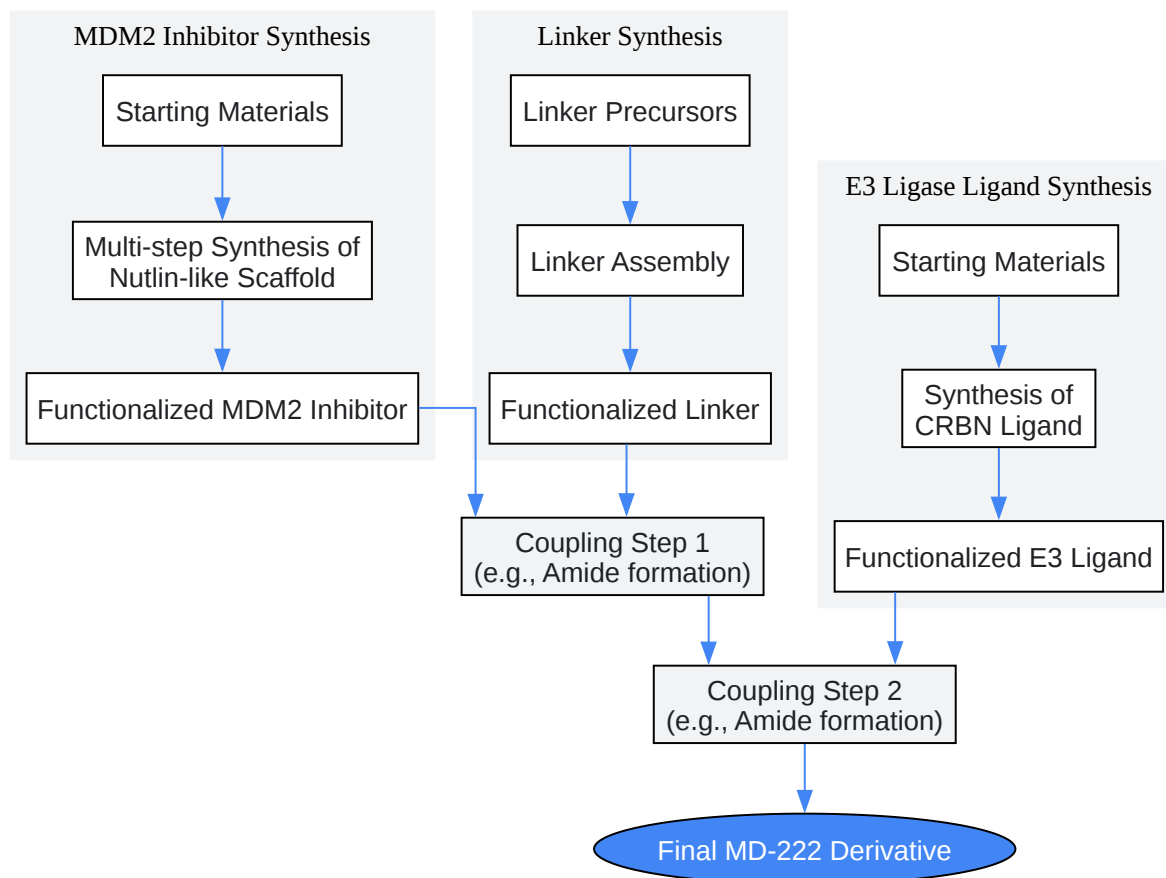 MDM2 Inhibitor Synthesis
Starting Materials
Multi-step Synthesis of
Nutlin-like Scaffold
Functionalized MDM2 Inhibitor
Linker Synthesis
Linker Precursors
Linker Assembly
Functionalized Linker
E3 Ligase Ligand Synthesis
Starting Materials
Synthesis of
CRBN Ligand
Functionalized E3 Ligand
Coupling Step 1
(e.g., Amide formation)
Coupling Step 2
(e.g., Amide formation)
Final MD-222 Derivative